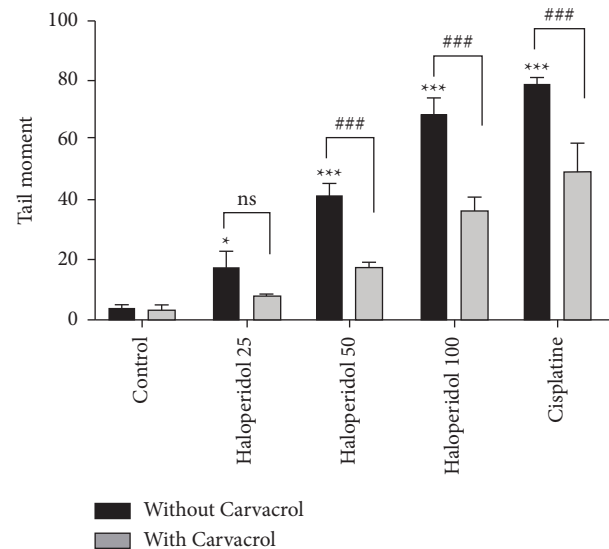 100
80
60
40
20
0
Tail moment
*
ns
***
###
***
###
***
###
Control
Haloperidol 25
Haloperidol 50
Haloperidol 100
Cisplatine
Without Carvacrol
With Carvacrol